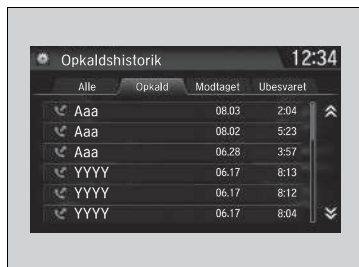 Opkaldshistorik 12:34
Alle Opkald Modtaget Ubesvaret
Aaa 08.03 2:04
Aaa 08.02 5:23
Aaa 06.28 3:57
YYYY 06.17 8:13
YYYY 06.17 8:12
YYYY 06.17 8:04